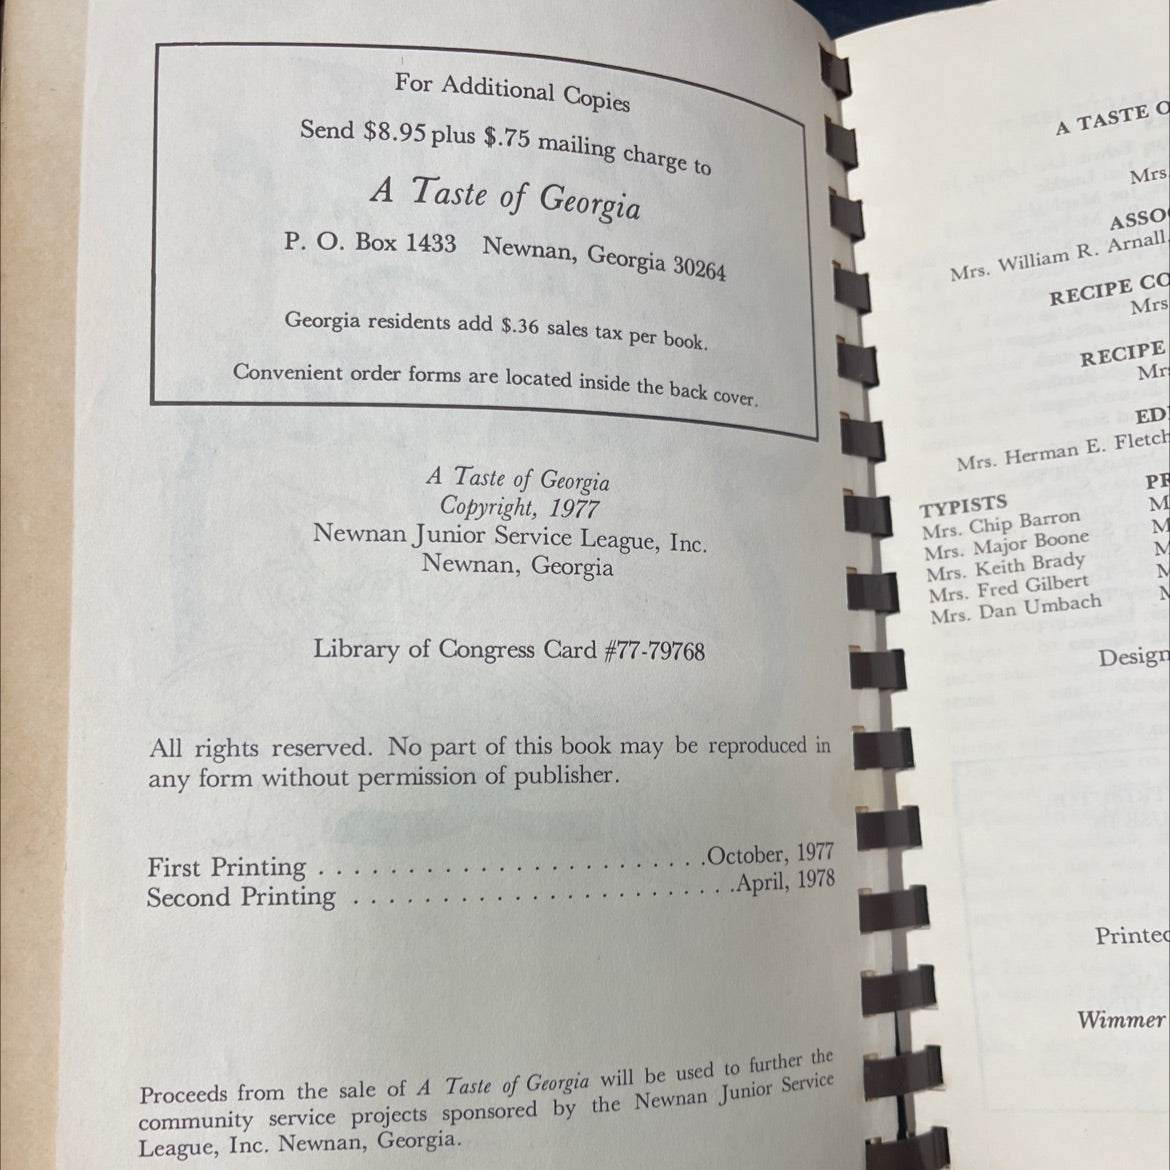 For Additional Copies
Send $8.95 plus $.75 mailing charge to
A Taste of Georgia
P. O. Box 1433 Newnan, Georgia 30264
Georgia residents add $.36 sales tax per book.
Convenient order forms are located inside the back cover.
A Taste of Georgia
Copyright, 1977
Newnan Junior Service League, Inc.
Newnan, Georgia
Library of Congress Card #77-79768
All rights reserved. No part of this book may be reproduced in
any form without permission of publisher.
First Printing . . . . . . . . . . . . . . . . . . . . . . . . . . .October, 1977
Second Printing . . . . . . . . . . . . . . . . . . . . . . . . . .April, 1978
Proceeds from the sale of A Taste of Georgia will be used to further the
community service projects sponsored by the Newnan Junior Service
League, Inc. Newnan, Georgia.
A TASTE O
Mrs.
ASSO
Mrs. William R. Arnall,
RECIPE CO
Mrs
RECIPE
Mrs
EDI
Mrs. Herman E. Fletch
TYPISTS PR
Mrs. Chip Barron M
Mrs. Major Boone M
Mrs. Keith Brady M
Mrs. Fred Gilbert M
Mrs. Dan Umbach M
Design
Printed
Wimmer